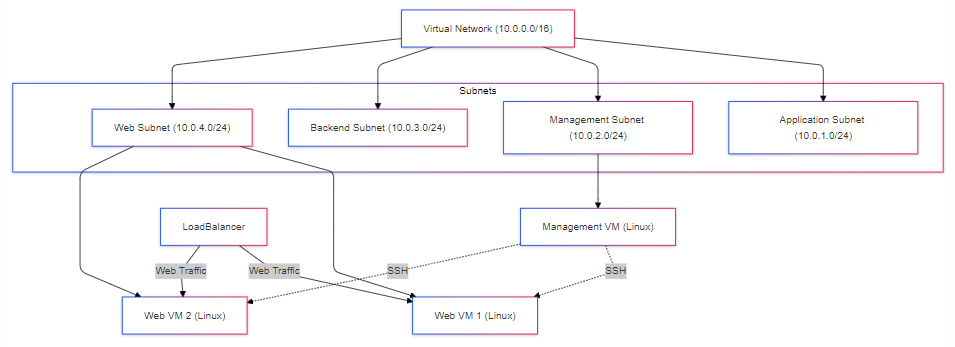 Virtual Network (10.0.0.0/16)
Subnets
Web Subnet (10.0.4.0/24)
Backend Subnet (10.0.3.0/24)
Management Subnet
(10.0.2.0/24)
Application Subnet
(10.0.1.0/24)
LoadBalancer
Management VM (Linux)
Web Traffic
Web Traffic
SSH
SSH
Web VM 2 (Linux)
Web VM 1 (Linux)